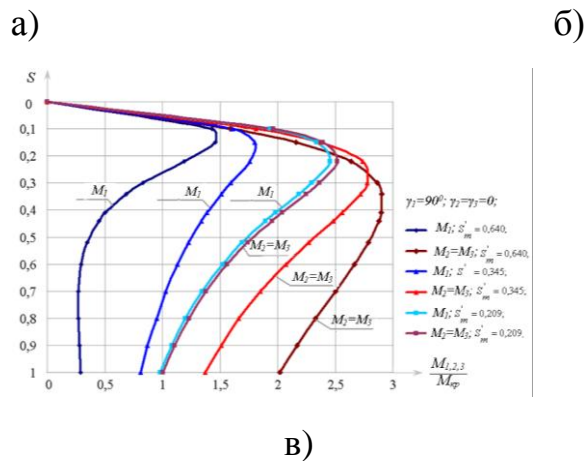 а) б)
S
0
0,1
0,2
0,3
0,4
0,5
0,6
0,7
0,8
0,9
1
M₁ M₁ M₁
M₂=M₃
M₂=M₃
M₂=M₃
0 0,5 1 1,5 2 2,5 3
M₁,₂,₃
Mкр
γ₁=90⁰; γ₂=γ₃=0;
M₁; s'ₘ = 0,640,
M₂=M₃; s'ₘ = 0,640,
M₁; s' = 0,345;
M₂=M₃; s'ₘ = 0,345;
M₁; s'ₘ = 0,209,
M₂=M₃; s'ₘ = 0,209,
в)